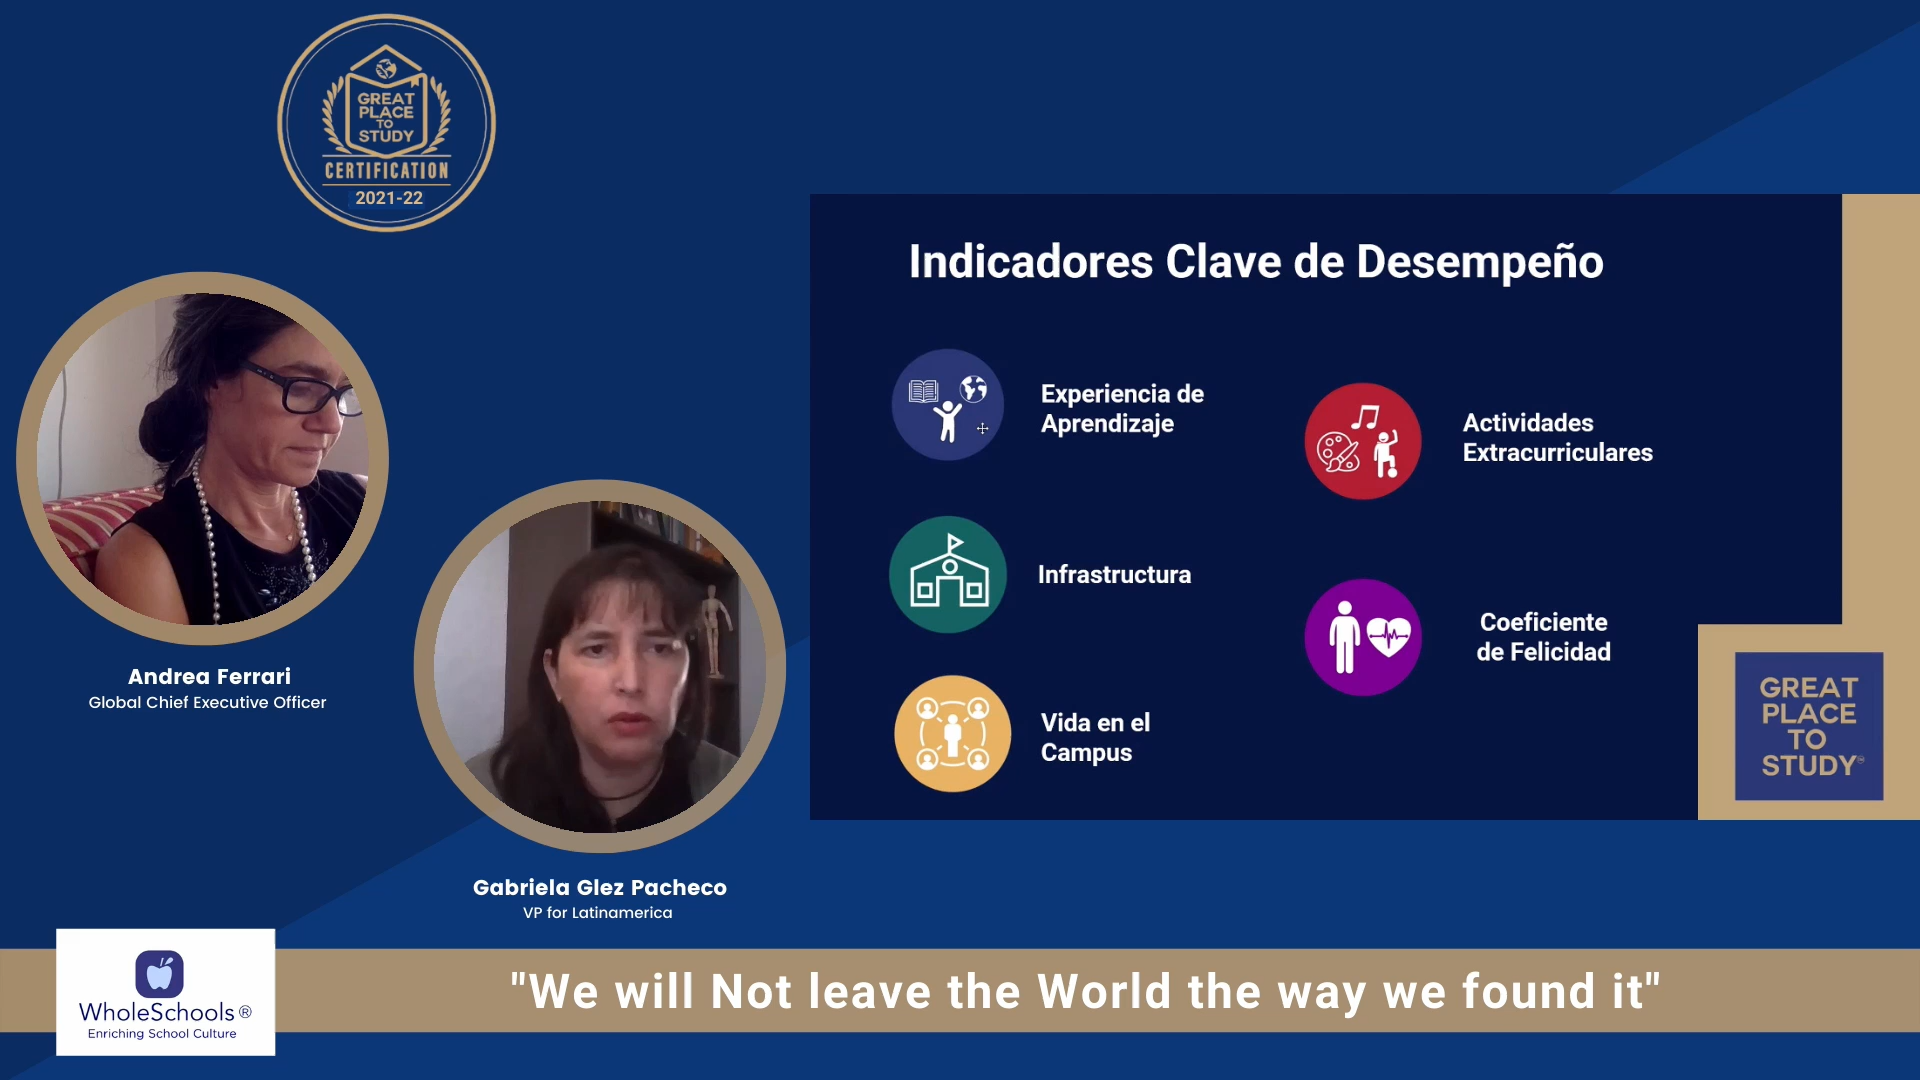 GREAT
PLACE
TO
STUDY
CERTIFICATION
2021-22
Andrea Ferrari
Global Chief Executive Officer
Gabriela Glez Pacheco
VP for Latinamerica
Indicadores Clave de Desempeño
Experiencia de
Aprendizaje
Infrastructura
Vida en el
Campus
Actividades
Extracurriculares
Coeficiente
de Felicidad
GREAT
PLACE
TO
STUDY
WholeSchools®
Enriching School Culture
"We will Not leave the World the way we found it"